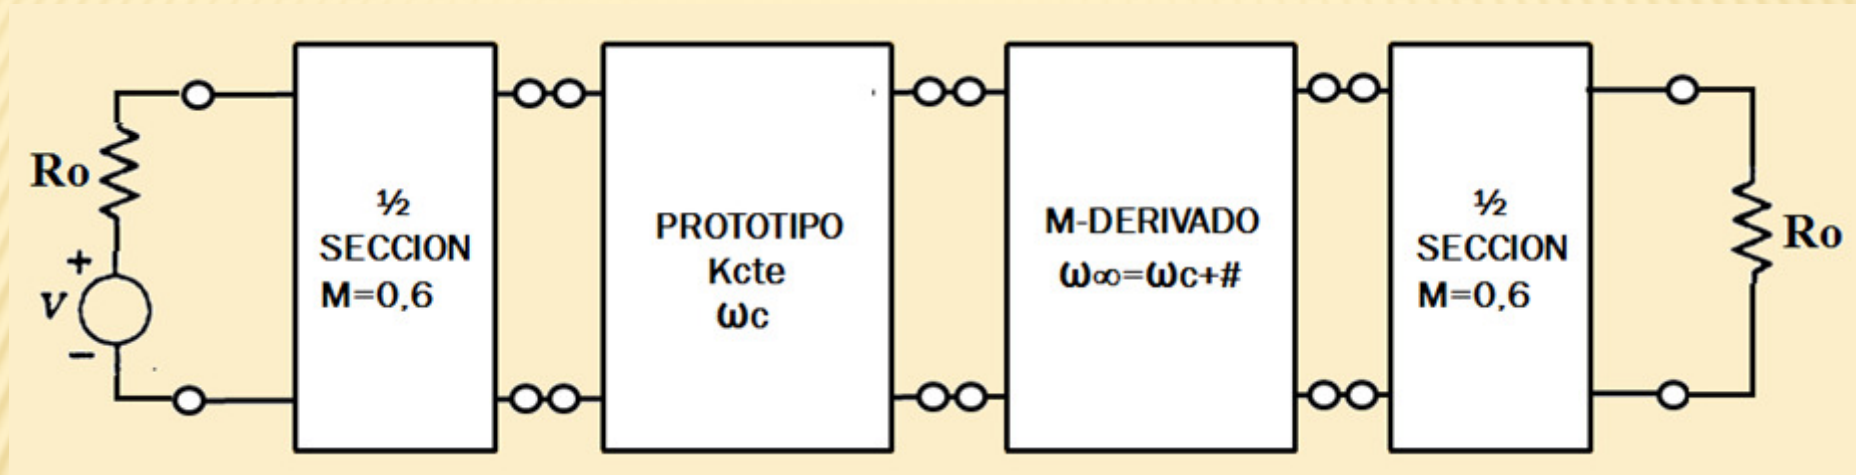 Ro
+
V
−
½
SECCION
M=0,6
PROTOTIPO
Kcte
ωc
M-DERIVADO
ω∞=ωc+#
½
SECCION
M=0,6
Ro